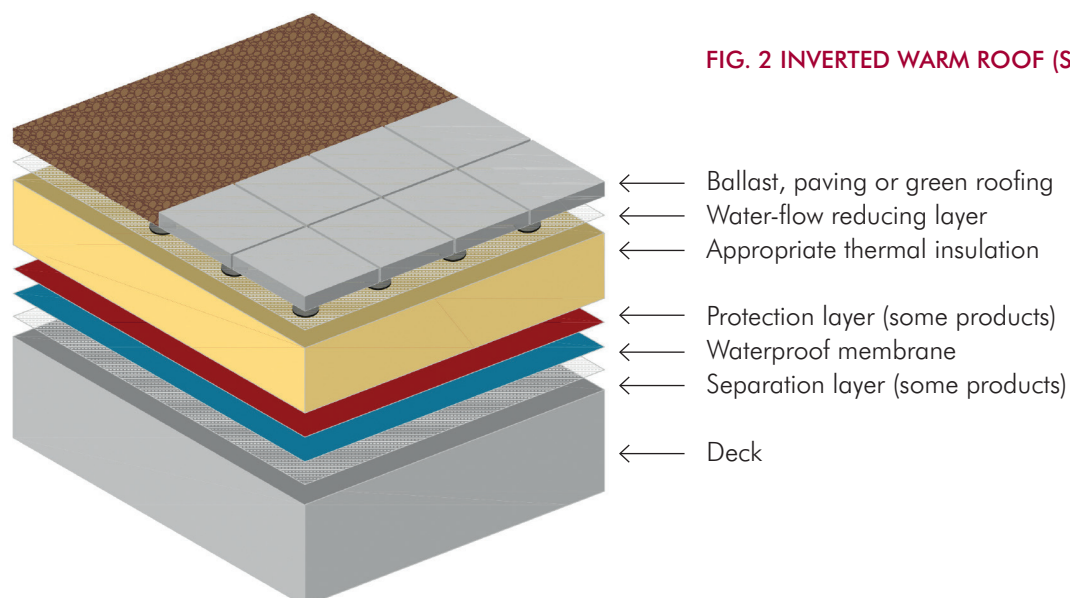 FIG. 2 INVERTED WARM ROOF (S
Ballast, paving or green roofing
Water-flow reducing layer
Appropriate thermal insulation
Protection layer (some products)
Waterproof membrane
Separation layer (some products)
Deck